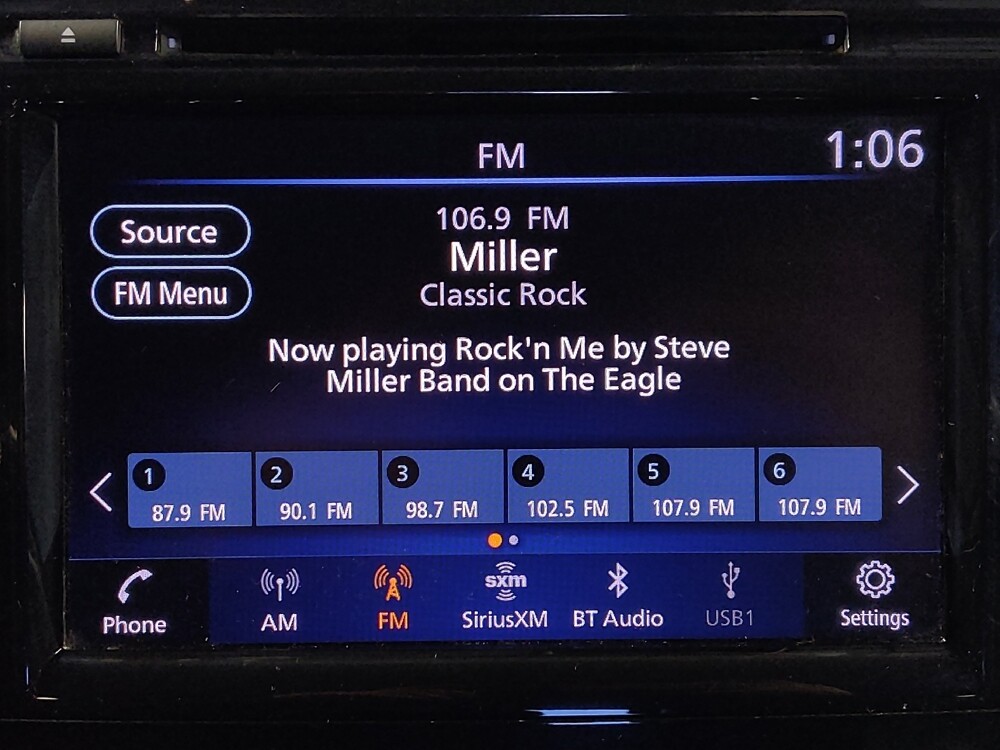 FM
1:06
Source
106.9 FM
Miller
FM Menu
Classic Rock
Now playing Rock'n Me by Steve
Miller Band on The Eagle
1 2 3 4 5 6
87.9 FM 90.1 FM 98.7 FM 102.5 FM 107.9 FM 107.9 FM
sxm
Phone AM FM SiriusXM BT Audio USB1 Settings